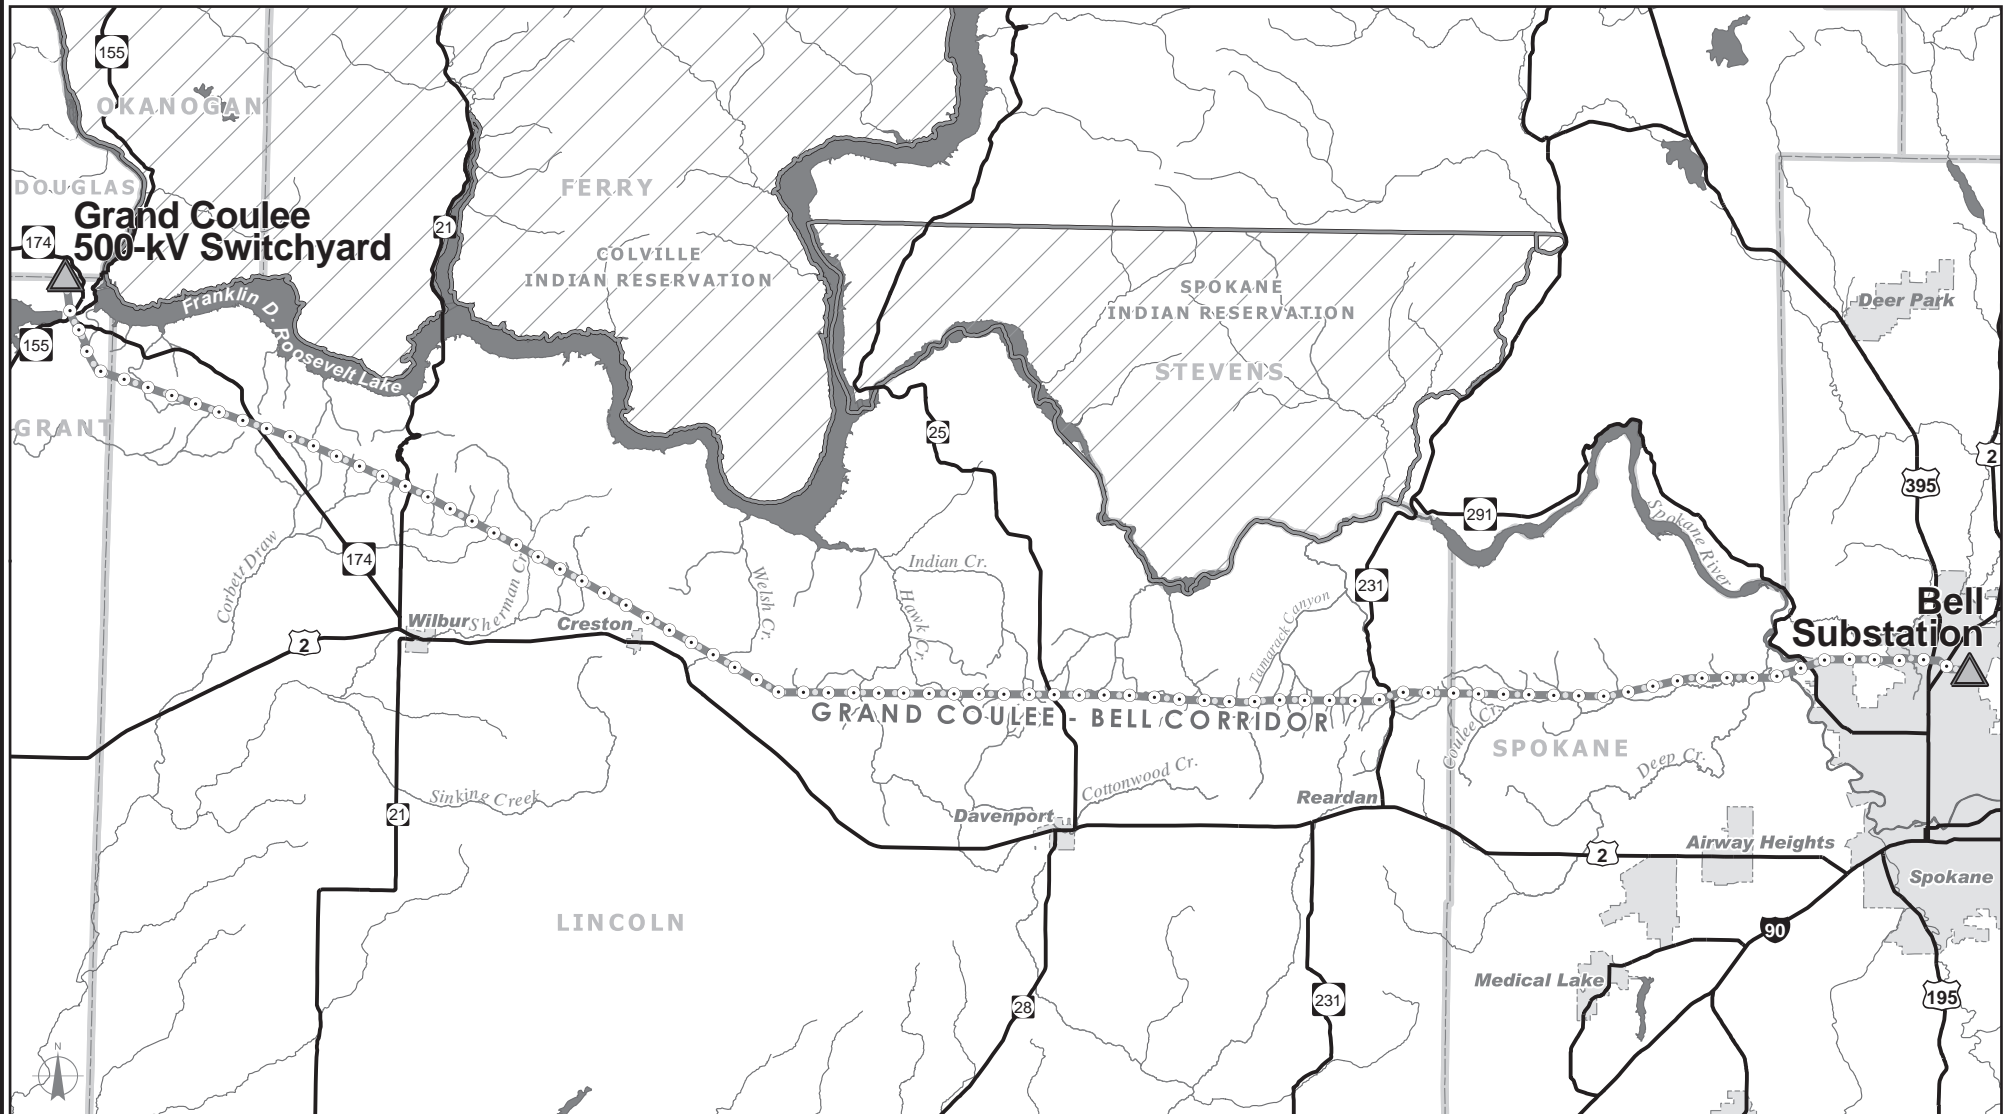 155
OKANOGAN
DOUGLAS
FERRY
Grand Coulee
500-kV Switchyard
174
21
COLVILLE
INDIAN RESERVATION
SPOKANE
INDIAN RESERVATION
Deer Park
Franklin D. Roosevelt Lake
155
STEVENS
GRANT
25
2
395
291
Spokane River
174
Corbett Draw
Sherman Cr.
Welsh Cr.
Indian Cr.
Hawk Cr.
Tamarack Canyon
231
Bell
Substation
Wilbur
Creston
2
GRAND COULEE - BELL CORRIDOR
Coulee Cr.
SPOKANE
Deep Cr.
Cottonwood Cr.
Sinking Creek
Reardan
21
Davenport
Airway Heights
2
Spokane
LINCOLN
90
Medical Lake
28
231
195
N